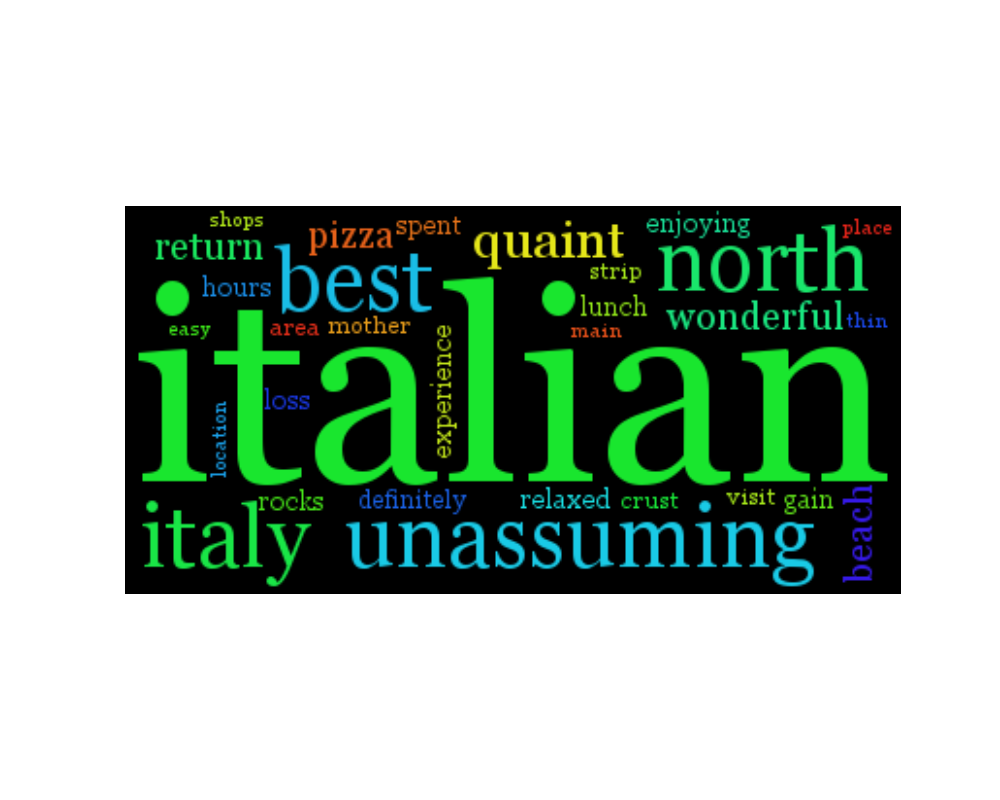 shops
return
pizza
spent
quaint
enjoying
place
north
best
hours
strip
lunch
wonderful
thin
easy
area
mother
main
italian
experience
loss
location
rocks
definitely
relaxed
crust
visit
gain
beach
italy
unassuming